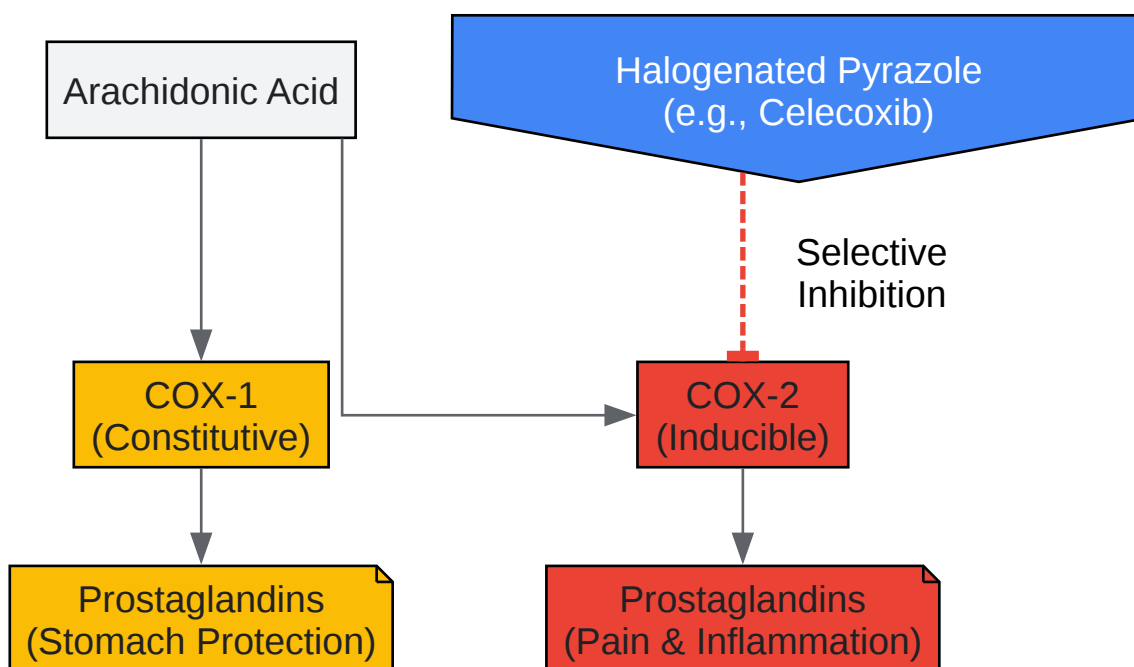 Arachidonic Acid
Halogenated Pyrazole
(e.g., Celecoxib)
Selective
Inhibition
COX-1
(Constitutive)
COX-2
(Inducible)
Prostaglandins
(Stomach Protection)
Prostaglandins
(Pain & Inflammation)